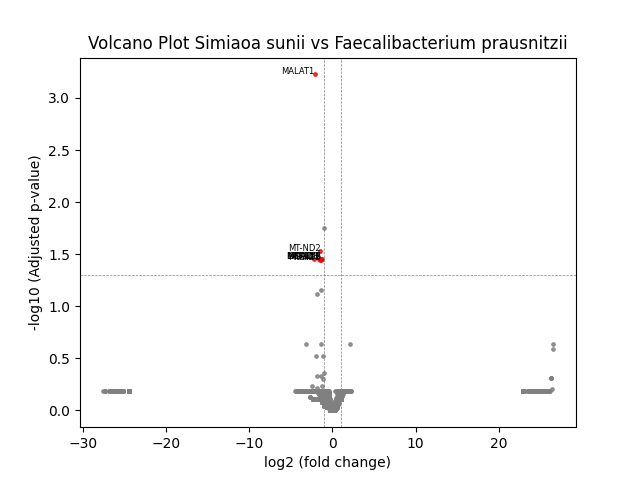 Volcano Plot Simiaoa sunii vs Faecalibacterium prausnitzii
MALAT1
MT-ND2
3.0
2.5
2.0
1.5
1.0
0.5
0.0
-log10 (Adjusted p-value)
−30
−20
−10
0
10
20
log2 (fold change)